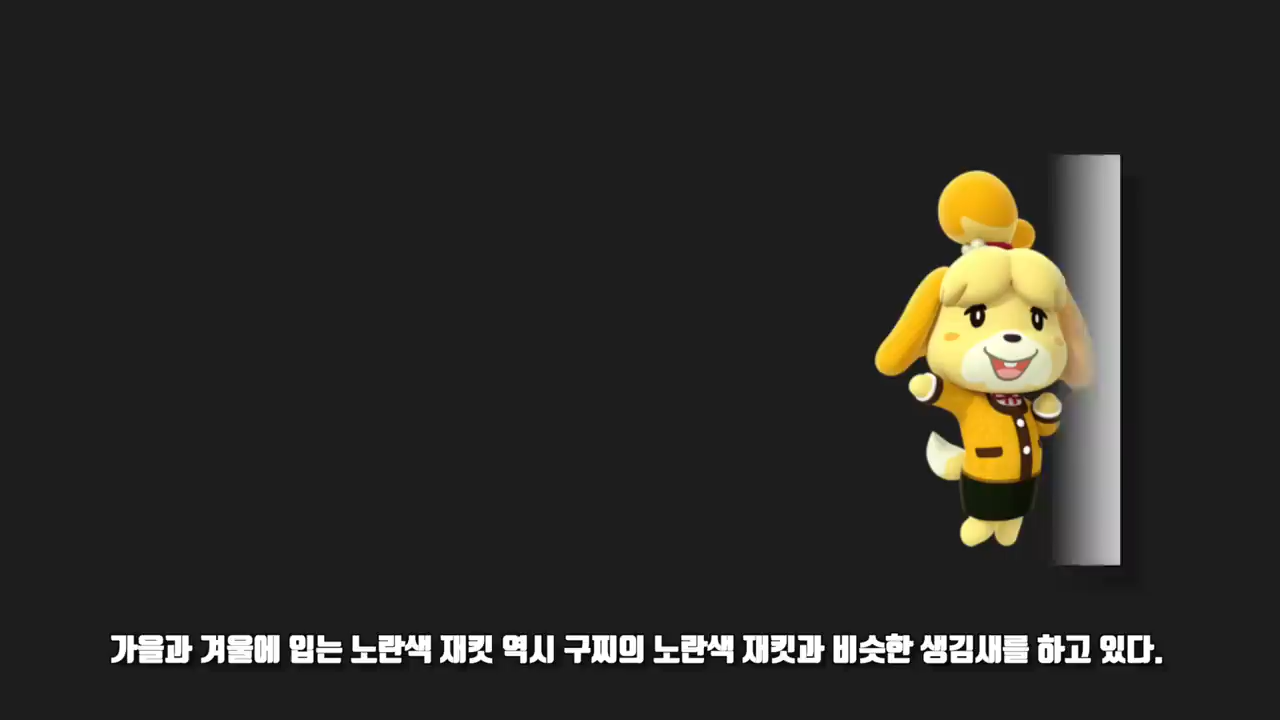 가을과 겨울에 입는 노란색 재킷 역시 구찌의 노란색 재킷과 비슷한 생김새를 하고 있다.